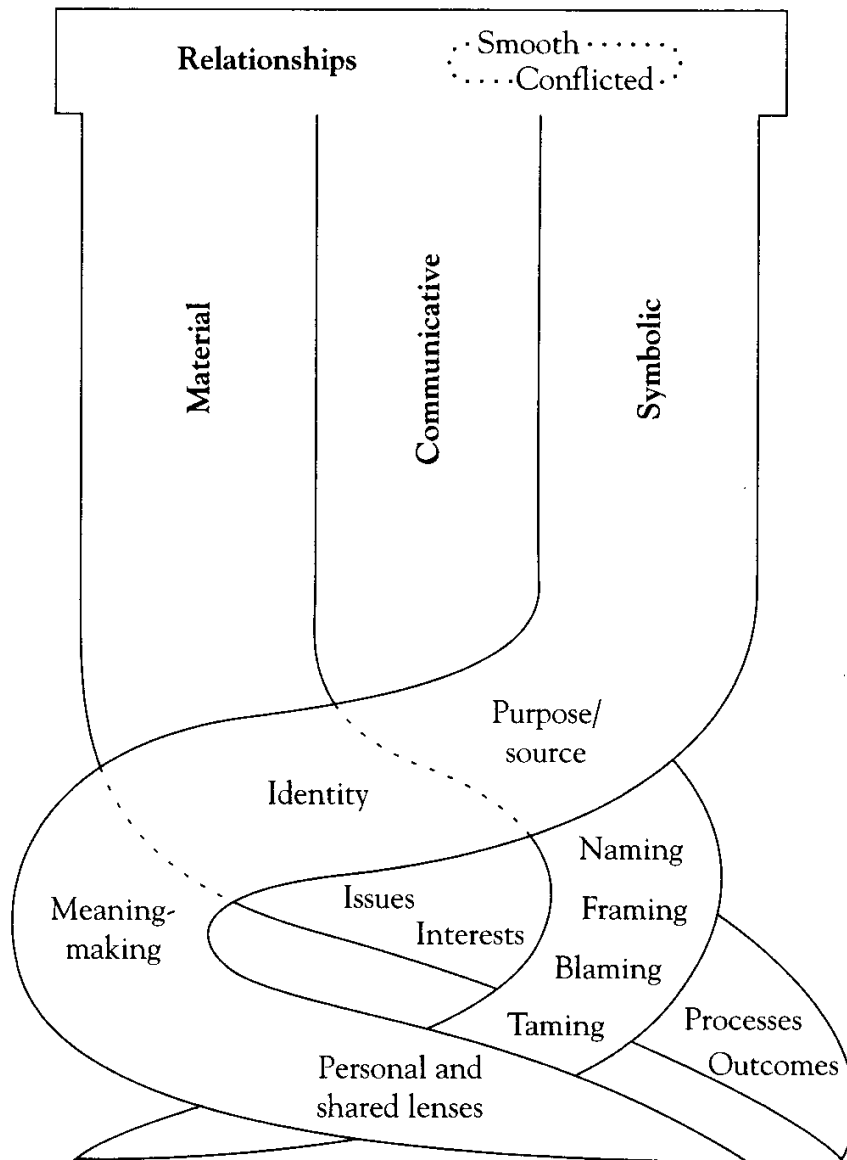 Relationships
Smooth
Conflicted
Material
Communicative
Symbolic
Purpose/
source
Identity
Naming
Issues
Framing
Meaning-
making
Interests
Blaming
Taming
Processes
Outcomes
Personal and
shared lenses